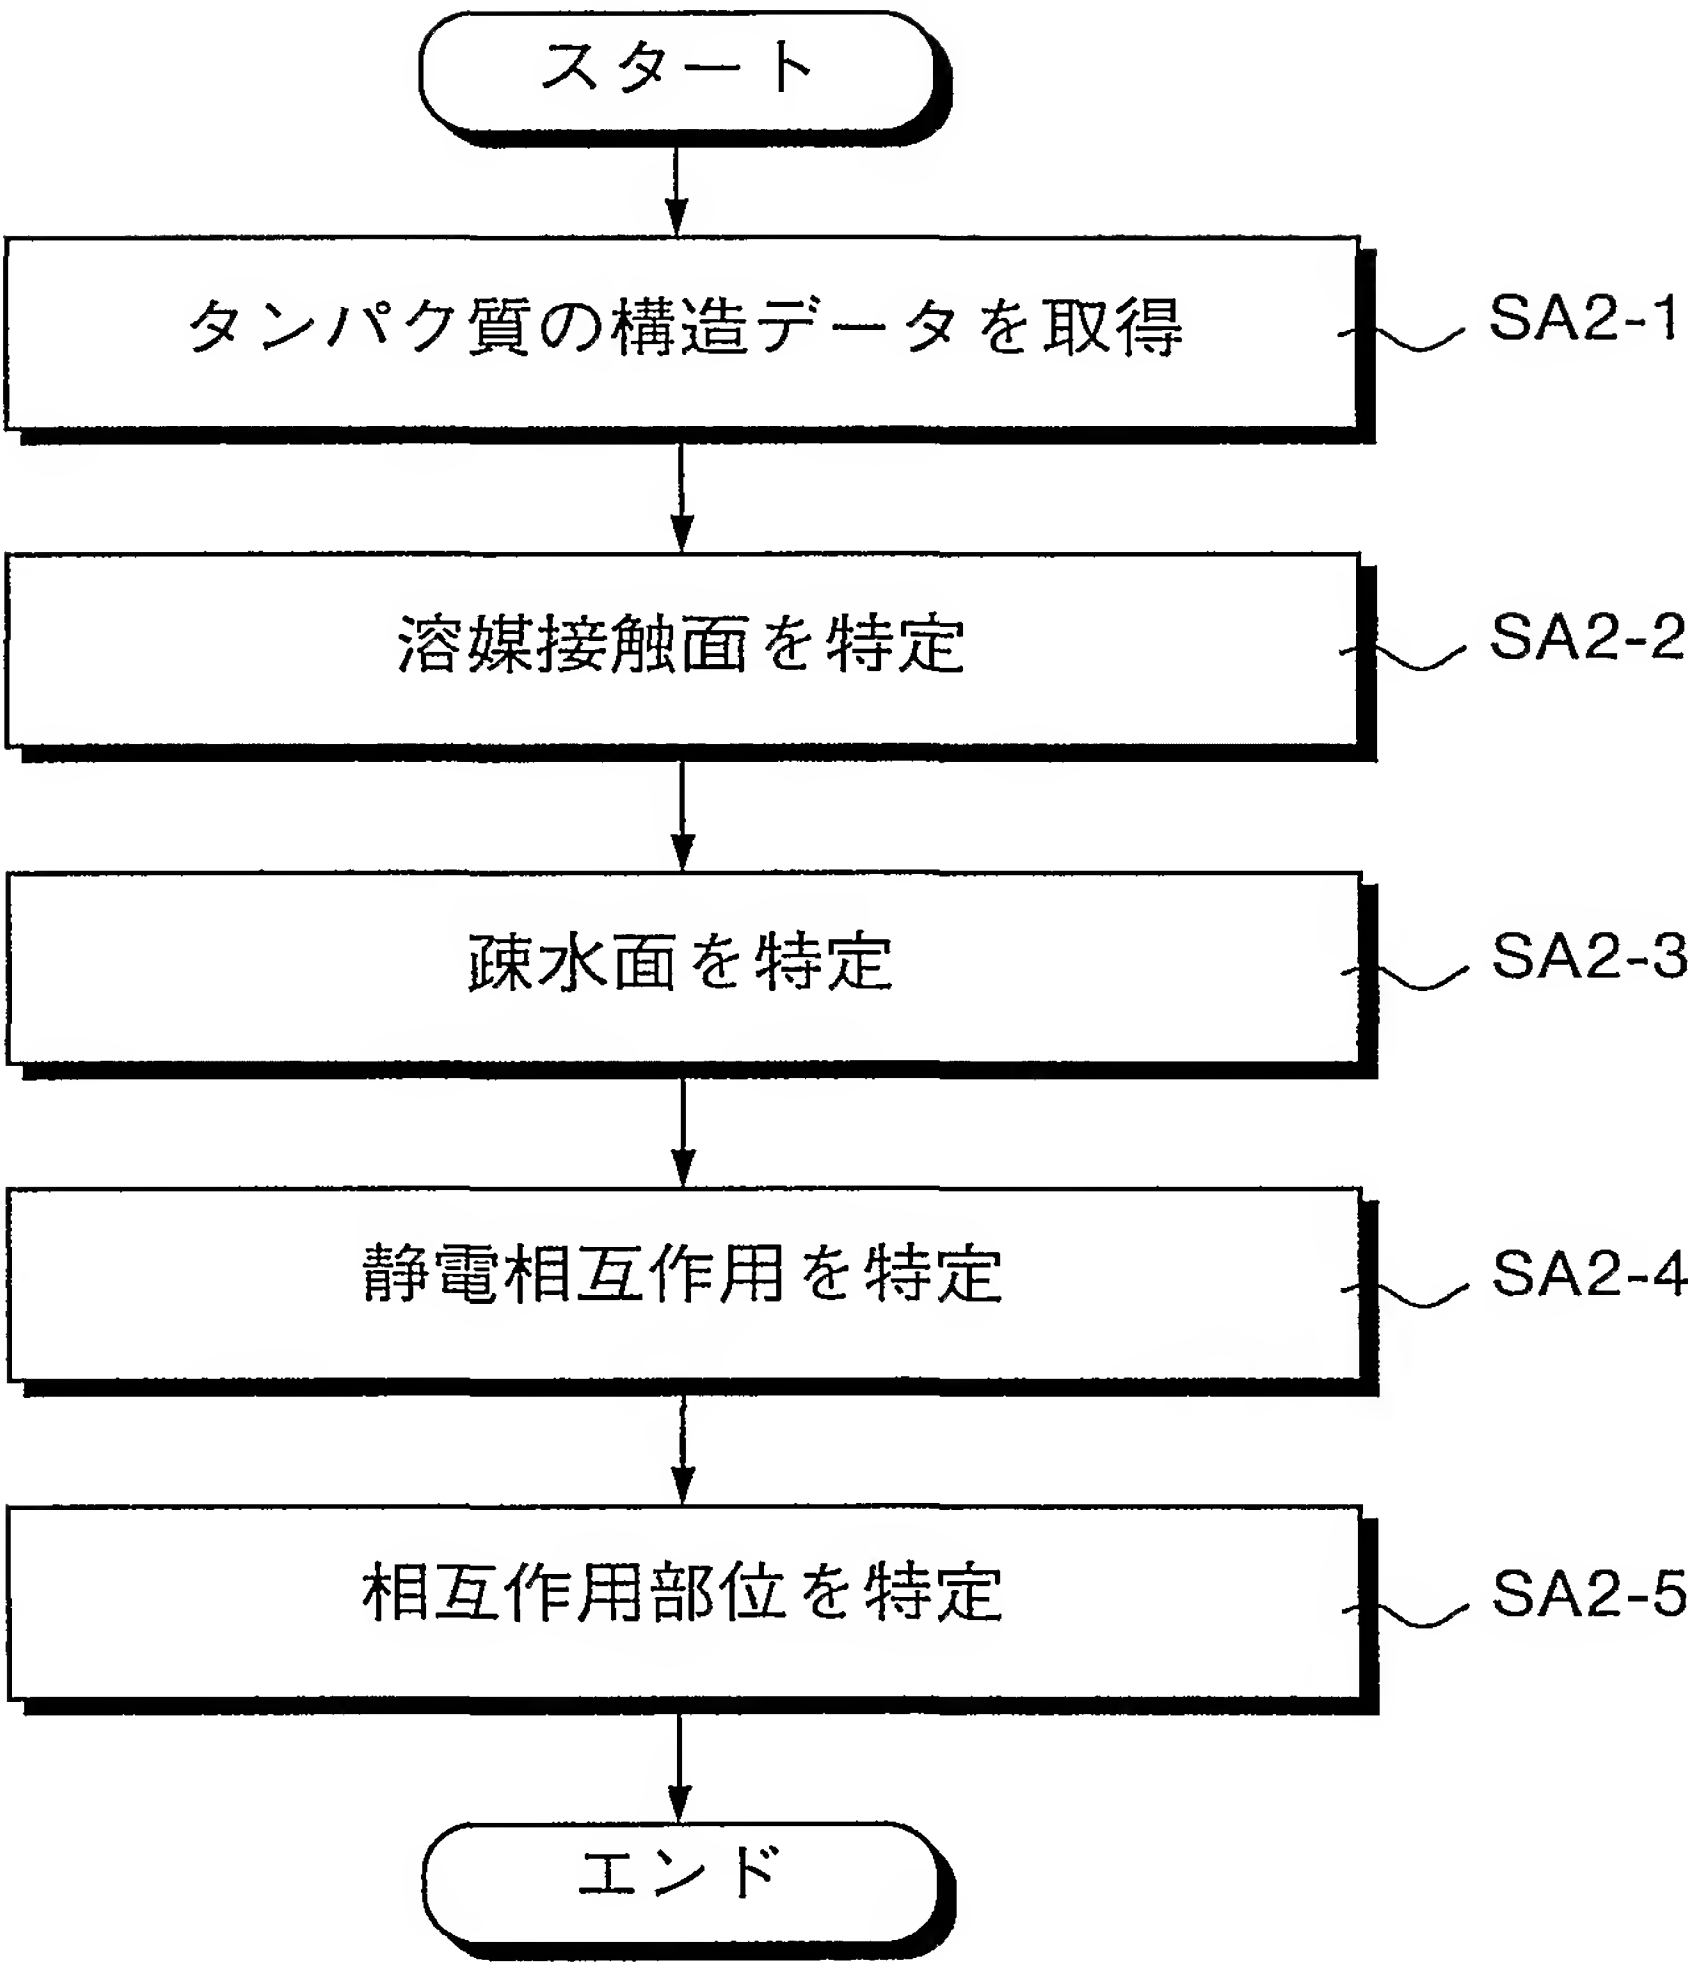 スタート
タンパク質の構造データを取得
SA2-1
溶媒接触面を特定
SA2-2
疎水面を特定
SA2-3
静電相互作用を特定
SA2-4
相互作用部位を特定
SA2-5
エンド